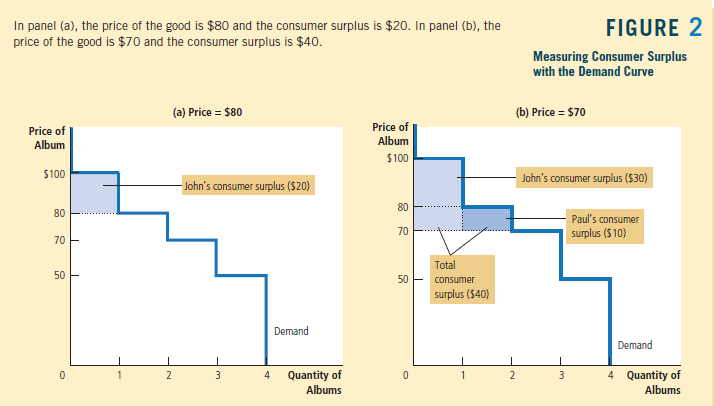 In panel (a), the price of the good is $80 and the consumer surplus is $20. In panel (b), the
price of the good is $70 and the consumer surplus is $40.
FIGURE 2
Measuring Consumer Surplus
with the Demand Curve
(a) Price = $80
Price of
Album
$100
80
70
50
John's consumer surplus ($20)
Demand
0
1
2
3
4
Quantity of
Albums
(b) Price = $70
Price of
Album
$100
80
70
50
John's consumer surplus ($30)
Paul's consumer
surplus ($10)
Total
consumer
surplus ($40)
Demand
0
1
2
3
4
Quantity of
Albums